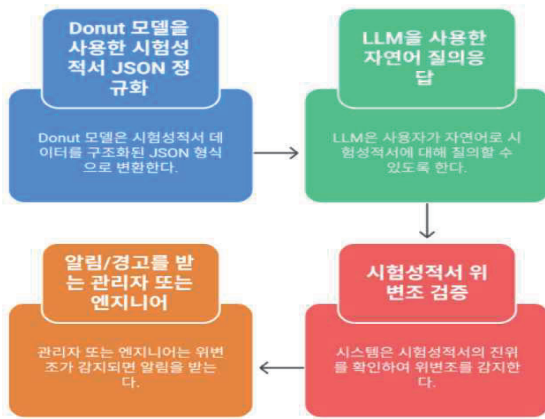 Donut 모델을
사용한 시험성
적서 JSON 정
규화
Donut 모델은 시험성적서 데
이터를 구조화된 JSON 형식
으로 변환한다.
LLM을 사용한
자연어 질의응
답
LLM은 사용자가 자연어로 시
험성적서에 대해 질의할 수
있도록 한다.
시험성적서 위
변조 검증
시스템은 시험성적서의 진위
를 확인하여 위변조를 감지한
다.
알림/경고를 받
는 관리자 또는
엔지니어
관리자 또는 엔지니어는 위변
조가 감지되면 알림을 받는
다.